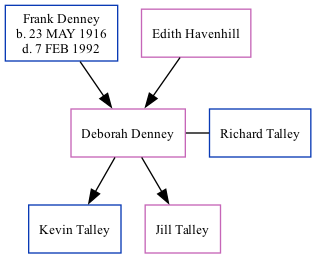 Frank Denney
b. 23 MAY 1916
d. 7 FEB 1992
Edith Havenhill
Deborah Denney
Richard Talley
Kevin Talley
Jill Talley